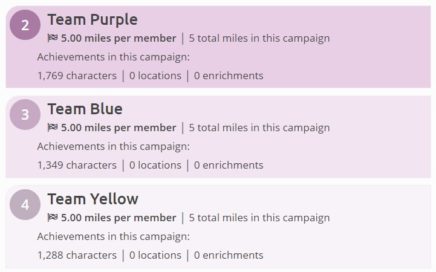 2
Team Purple
5.00 miles per member | 5 total miles in this campaign
Achievements in this campaign:
1,769 characters | 0 locations | 0 enrichments
3
Team Blue
5.00 miles per member | 5 total miles in this campaign
Achievements in this campaign:
1,349 characters | 0 locations | 0 enrichments
4
Team Yellow
5.00 miles per member | 5 total miles in this campaign
Achievements in this campaign:
1,288 characters | 0 locations | 0 enrichments